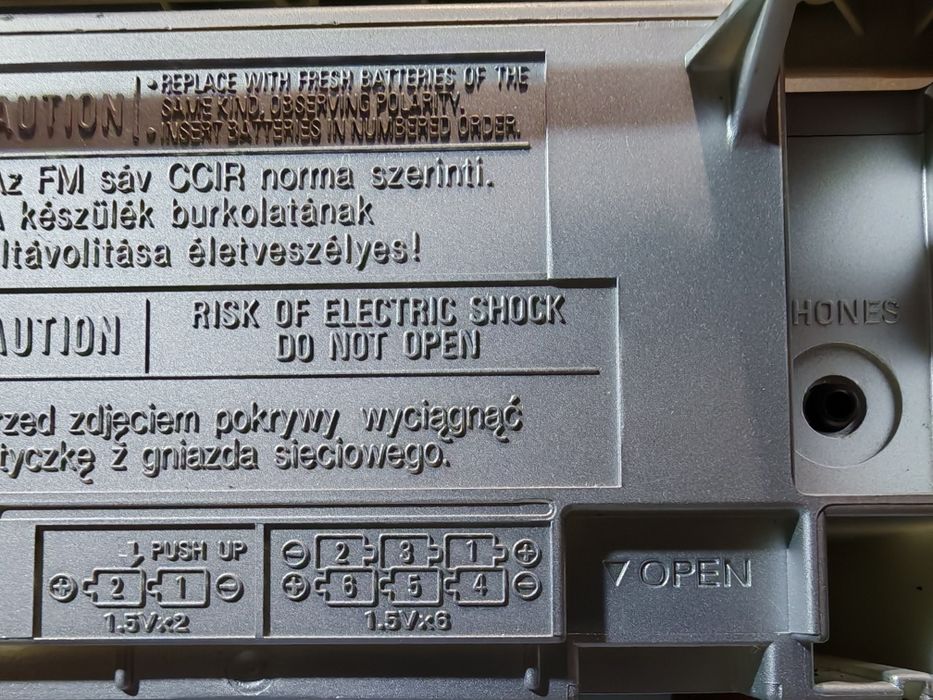 AUTION
• REPLACE WITH FRESH BATTERIES OF THE
SAME KIND, OBSERVING POLARITY.
• INSERT BATTERIES IN NUMBERED ORDER.
Az FM sáv CCIR norma szerinti.
A készülék burkolatának
ltávolitása életveszélyes!
AUTION
RISK OF ELECTRIC SHOCK
DO NOT OPEN
rzed zdjęciem pokrywy wyciągnąć
tyczkę ź gniazda sieciowego.
HONES
PUSH UP
+ 2 1 -
1.5V×2
- 2 3 1 +
+ 6 5 4 -
1.5V×6
▽ OPEN